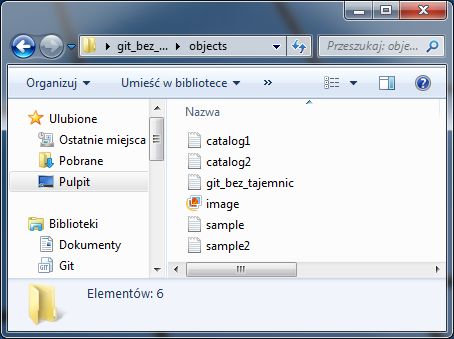 git_bez_... objects Przeszukaj: obje...
Organizuj Umieść w bibliotece »
Ulubione
Ostatnie miejsca
Pobrane
Pulpit
Biblioteki
Dokumenty
Git
Nazwa
catalog1
catalog2
git_bez_tajemnic
image
sample
sample2
Elementów: 6